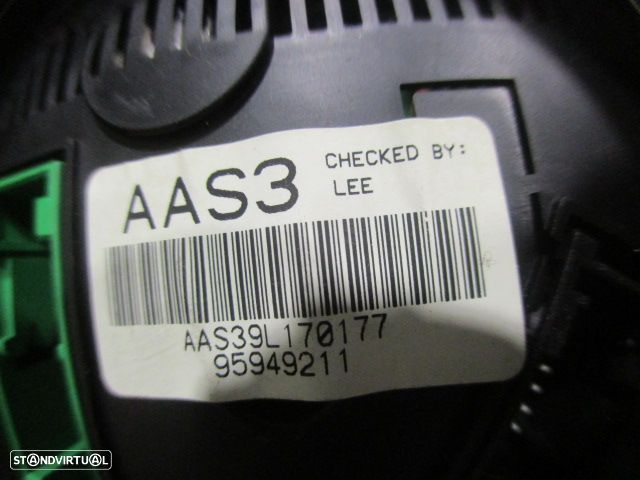 AAS3
CHECKED BY:
LEE
AAS39L170177
95949211
STANDVIRTUAL